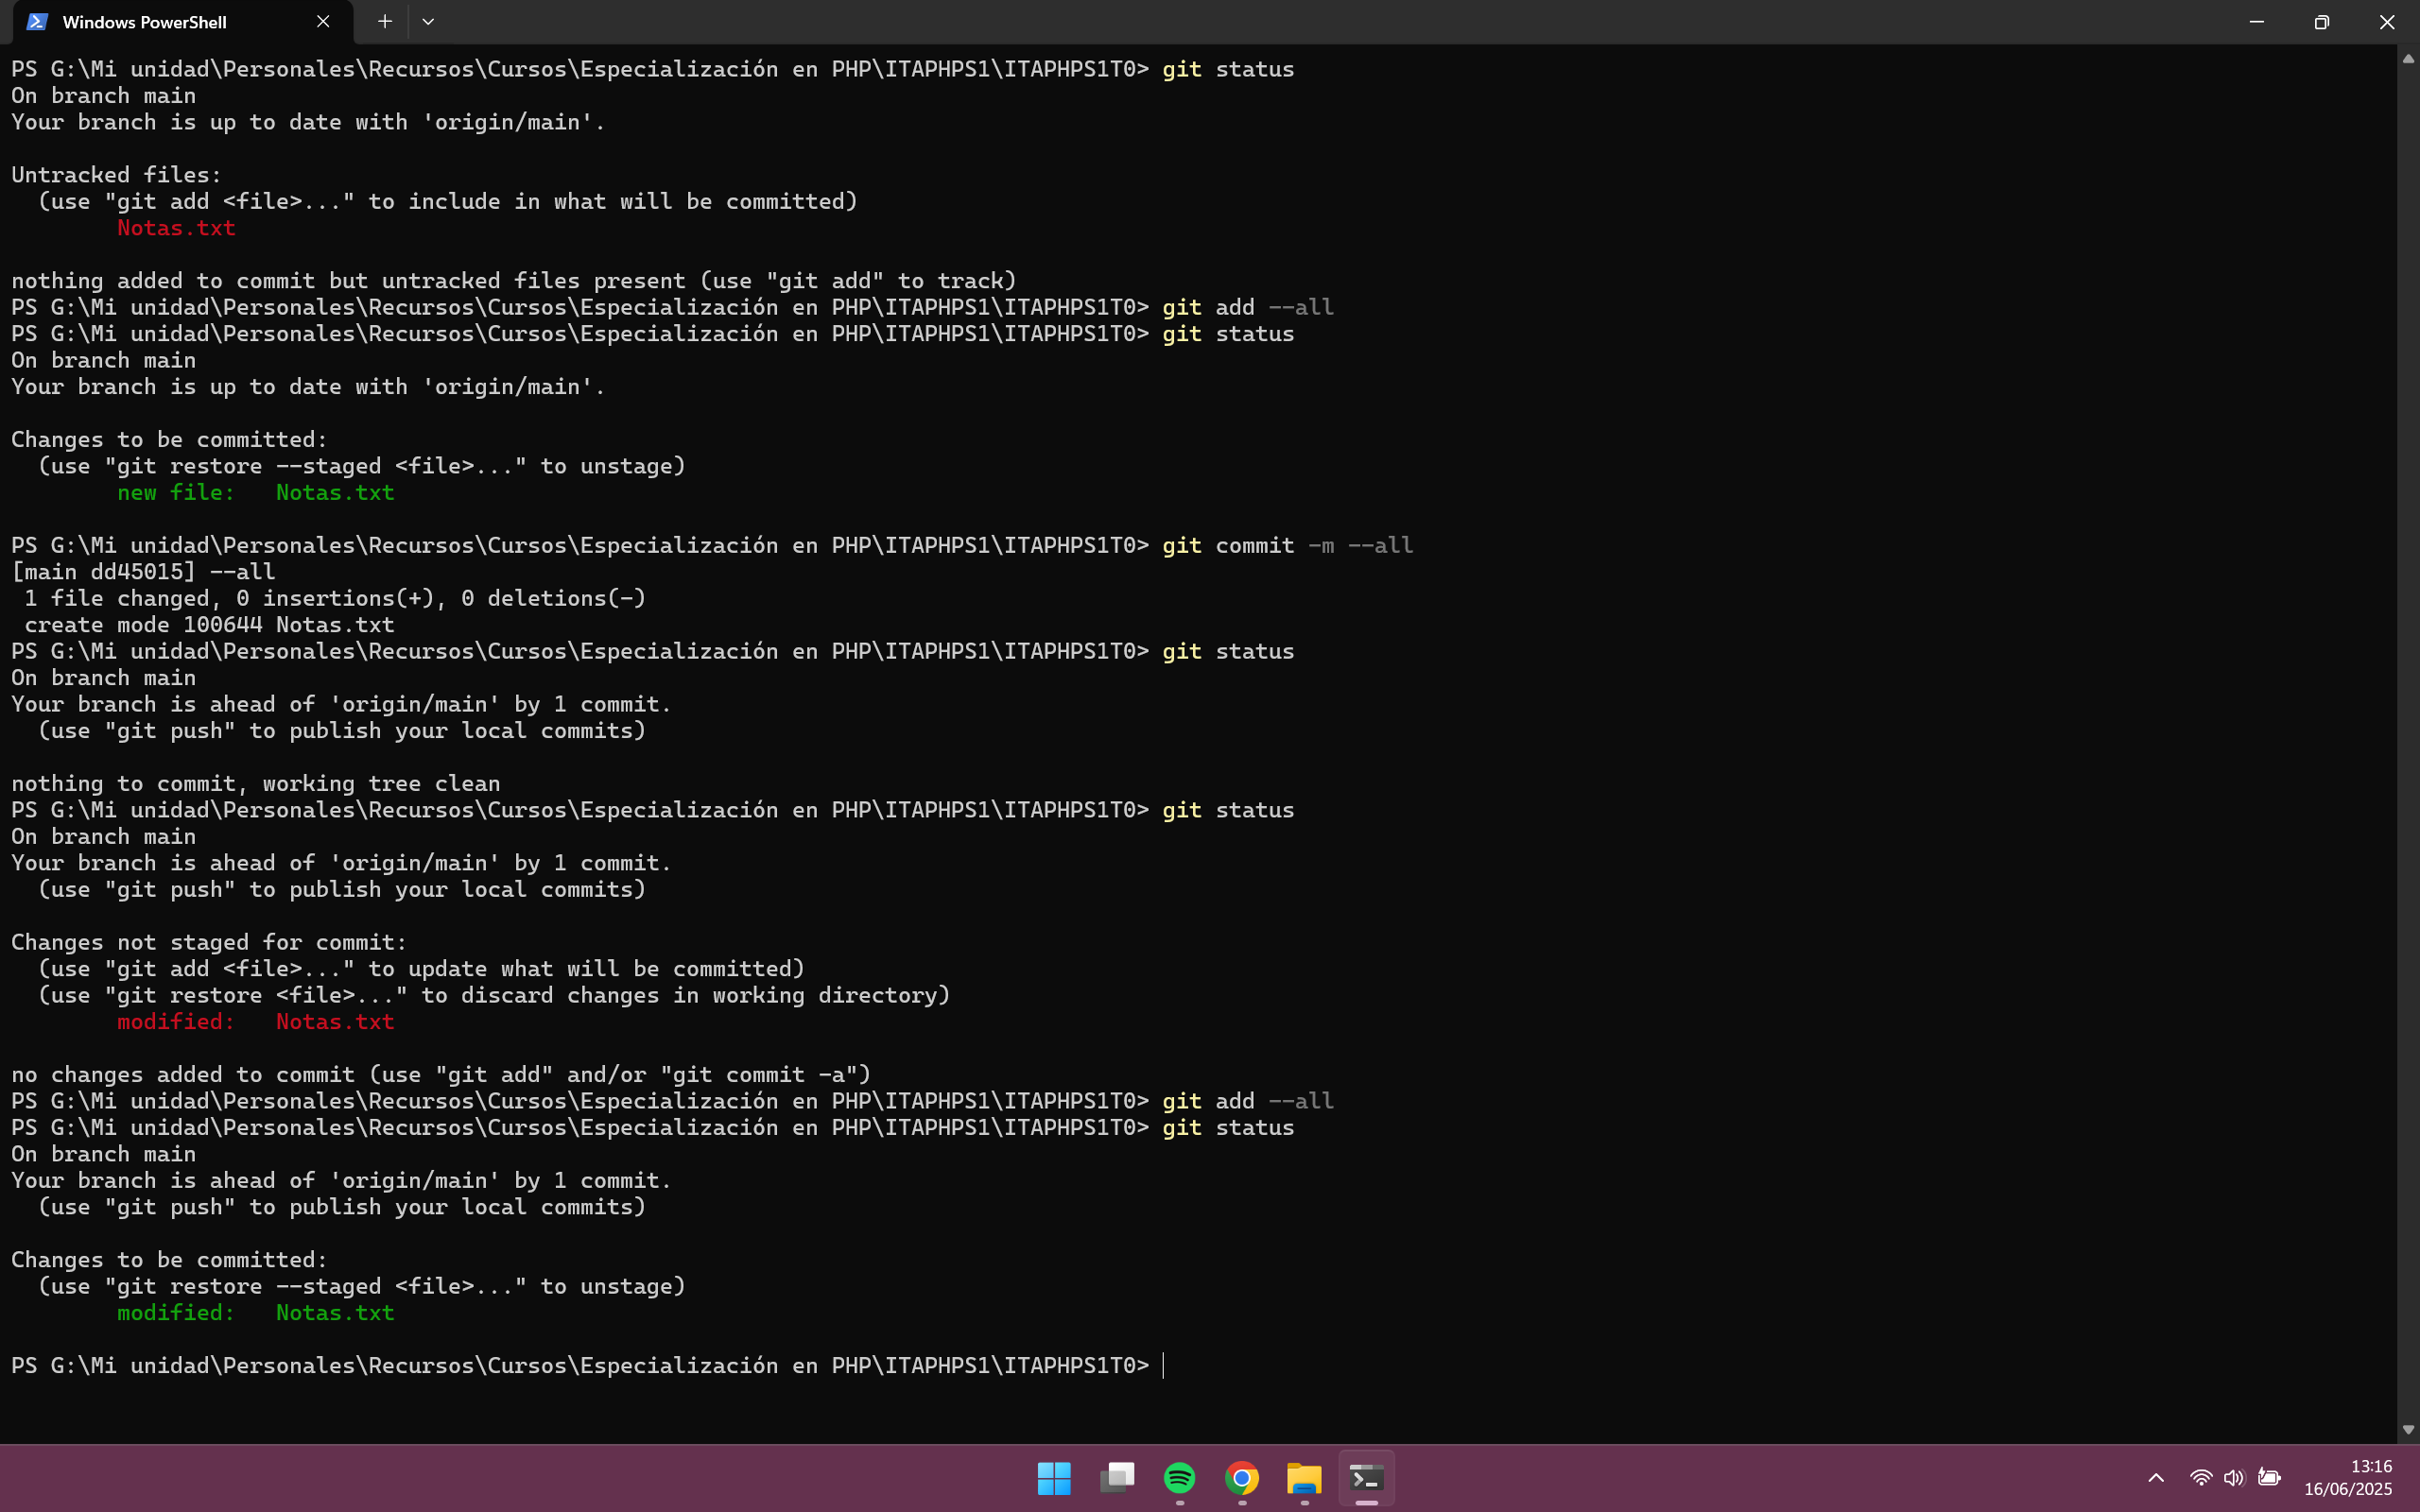 Windows PowerShell
PS G:\Mi unidad\Personales\Recursos\Cursos\Especialización en PHP\ITAPHPS1\ITAPHPS1T0> git status
On branch main
Your branch is up to date with 'origin/main'.
Untracked files:
  (use "git add <file>..." to include in what will be committed)
        Notas.txt
nothing added to commit but untracked files present (use "git add" to track)
PS G:\Mi unidad\Personales\Recursos\Cursos\Especialización en PHP\ITAPHPS1\ITAPHPS1T0> git add --all
PS G:\Mi unidad\Personales\Recursos\Cursos\Especialización en PHP\ITAPHPS1\ITAPHPS1T0> git status
On branch main
Your branch is up to date with 'origin/main'.
Changes to be committed:
  (use "git restore --staged <file>..." to unstage)
        new file:   Notas.txt
PS G:\Mi unidad\Personales\Recursos\Cursos\Especialización en PHP\ITAPHPS1\ITAPHPS1T0> git commit -m --all
[main dd45015] --all
 1 file changed, 0 insertions(+), 0 deletions(-)
 create mode 100644 Notas.txt
PS G:\Mi unidad\Personales\Recursos\Cursos\Especialización en PHP\ITAPHPS1\ITAPHPS1T0> git status
On branch main
Your branch is ahead of 'origin/main' by 1 commit.
  (use "git push" to publish your local commits)
nothing to commit, working tree clean
PS G:\Mi unidad\Personales\Recursos\Cursos\Especialización en PHP\ITAPHPS1\ITAPHPS1T0> git status
On branch main
Your branch is ahead of 'origin/main' by 1 commit.
  (use "git push" to publish your local commits)
Changes not staged for commit:
  (use "git add <file>..." to update what will be committed)
  (use "git restore <file>..." to discard changes in working directory)
        modified:   Notas.txt
no changes added to commit (use "git add" and/or "git commit -a")
PS G:\Mi unidad\Personales\Recursos\Cursos\Especialización en PHP\ITAPHPS1\ITAPHPS1T0> git add --all
PS G:\Mi unidad\Personales\Recursos\Cursos\Especialización en PHP\ITAPHPS1\ITAPHPS1T0> git status
On branch main
Your branch is ahead of 'origin/main' by 1 commit.
  (use "git push" to publish your local commits)
Changes to be committed:
  (use "git restore --staged <file>..." to unstage)
        modified:   Notas.txt
PS G:\Mi unidad\Personales\Recursos\Cursos\Especialización en PHP\ITAPHPS1\ITAPHPS1T0>
13:16
16/06/2025